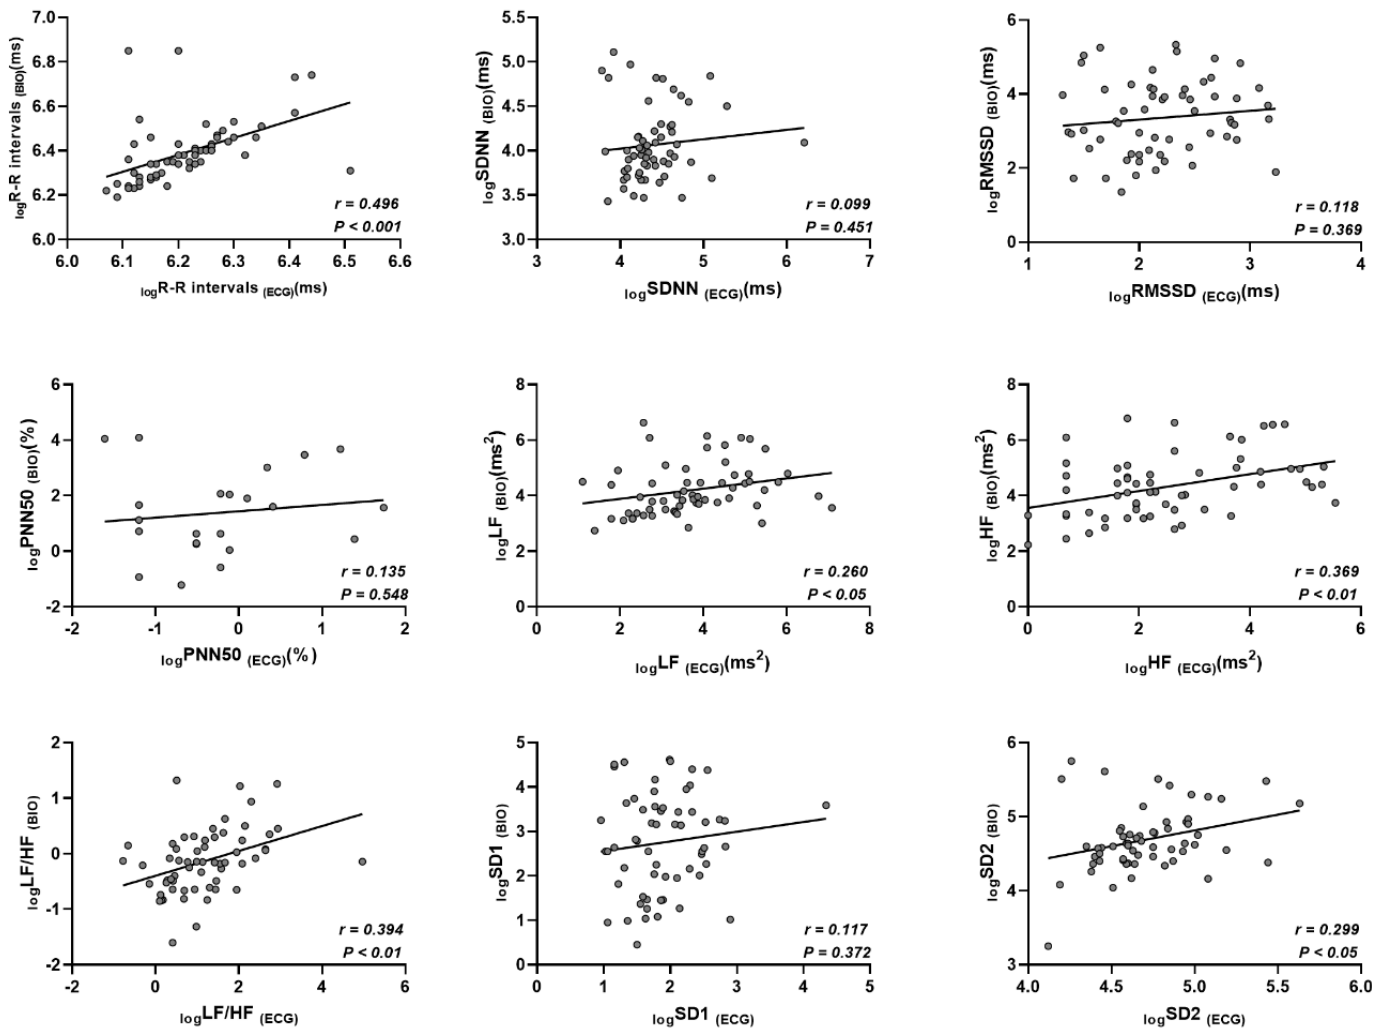 7.0
6.8
6.6
6.4
6.2
6.0
logR-R intervals (BIO)(ms)
r = 0.496
P < 0.001
6.0 6.1 6.2 6.3 6.4 6.5 6.6
logR-R intervals (ECG)(ms)
5.5
5.0
4.5
4.0
3.5
3.0
logSDNN (BIO)(ms)
r = 0.099
P = 0.451
3 4 5 6 7
logSDNN (ECG)(ms)
6
4
2
0
logRMSSD (BIO)(ms)
r = 0.118
P = 0.369
1 2 3 4
logRMSSD (ECG)(ms)
6
4
2
0
-2
logPNN50 (BIO)(%)
r = 0.135
P = 0.548
-2 -1 0 1 2
logPNN50 (ECG)(%)
8
6
4
2
0
logLF (BIO)(ms²)
r = 0.260
P < 0.05
0 2 4 6 8
logLF (ECG)(ms²)
8
6
4
2
0
logHF (BIO)(ms²)
r = 0.369
P < 0.01
0 2 4 6
logHF (ECG)(ms²)
2
1
0
-1
-2
logLF/HF (BIO)
r = 0.394
P < 0.01
-2 0 2 4 6
logLF/HF (ECG)
5
4
3
2
1
0
logSD1 (BIO)
r = 0.117
P = 0.372
0 1 2 3 4 5
logSD1 (ECG)
6
5
4
3
logSD2 (BIO)
r = 0.299
P < 0.05
4.0 4.5 5.0 5.5 6.0
logSD2 (ECG)